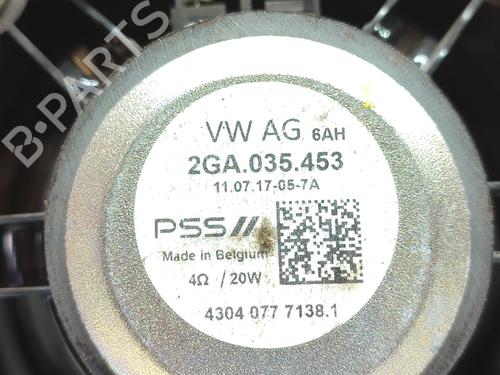 VW AG 6AH
2GA.035.453
11.07.17-05-7A
PSS//
Made in Belgium
4Ω / 20W
4304 077 7138.1
B-PARTS